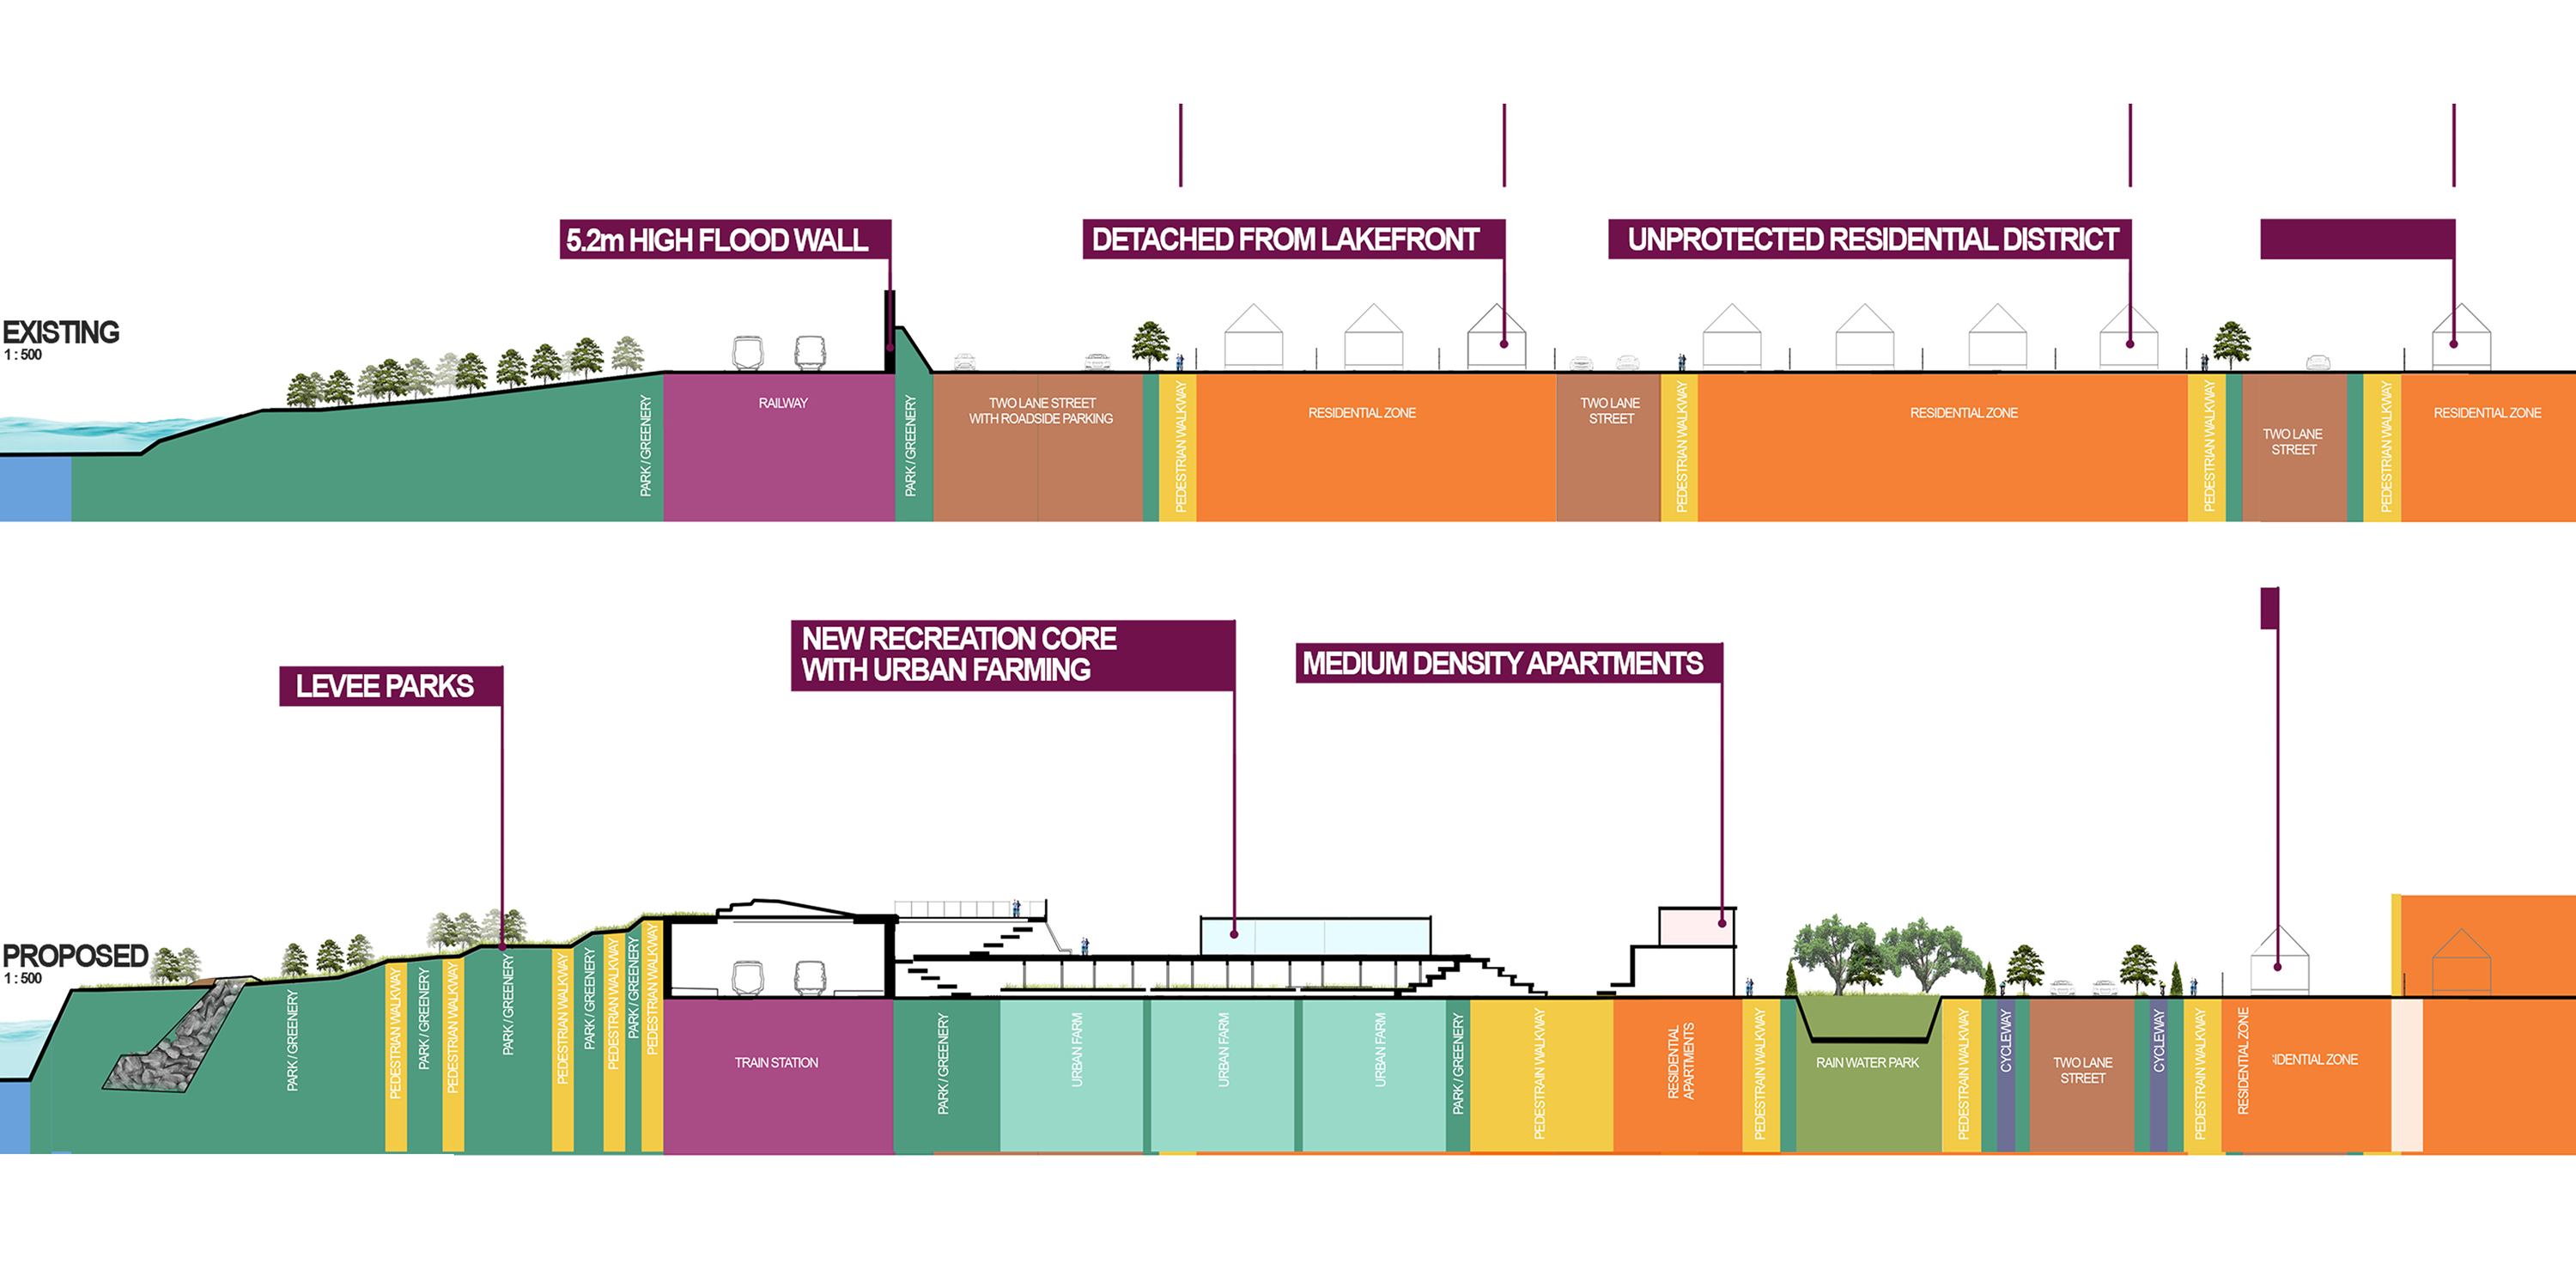 5.2m HIGH FLOOD WALL
DETACHED FROM LAKEFRONT
UNPROTECTED RESIDENTIAL DISTRICT
EXISTING
1 : 500
PARK / GREENERY
RAILWAY
PARK / GREENERY
TWO LANE STREET
WITH ROADSIDE PARKING
PEDESTRIAN WALKWAY
RESIDENTIAL ZONE
TWO LANE
STREET
PEDESTRIAN WALKWAY
RESIDENTIAL ZONE
PEDESTRIAN WALKWAY
TWO LANE
STREET
PEDESTRIAN WALKWAY
RESIDENTIAL ZONE
LEVEE PARKS
NEW RECREATION CORE
WITH URBAN FARMING
MEDIUM DENSITY APARTMENTS
PROPOSED
1 : 500
PARK / GREENERY
PEDESTRIAN WALKWAY
PARK / GREENERY
PEDESTRIAN WALKWAY
PARK / GREENERY
PEDESTRIAN WALKWAY
PARK / GREENERY
PEDESTRIAN WALKWAY
PARK / GREENERY
PEDESTRIAN WALKWAY
TRAIN STATION
PARK / GREENERY
URBAN FARM
URBAN FARM
URBAN FARM
PARK / GREENERY
PEDESTRAIN WALKWAY
RESIDENTIAL
APARTMENTS
PEDESTRAIN WALKWAY
RAIN WATER PARK
PEDESTRAIN WALKWAY
CYCLEWAY
TWO LANE
STREET
CYCLEWAY
PEDESTRAIN WALKWAY
RESIDENTIAL ZONE
IDENTIAL ZONE